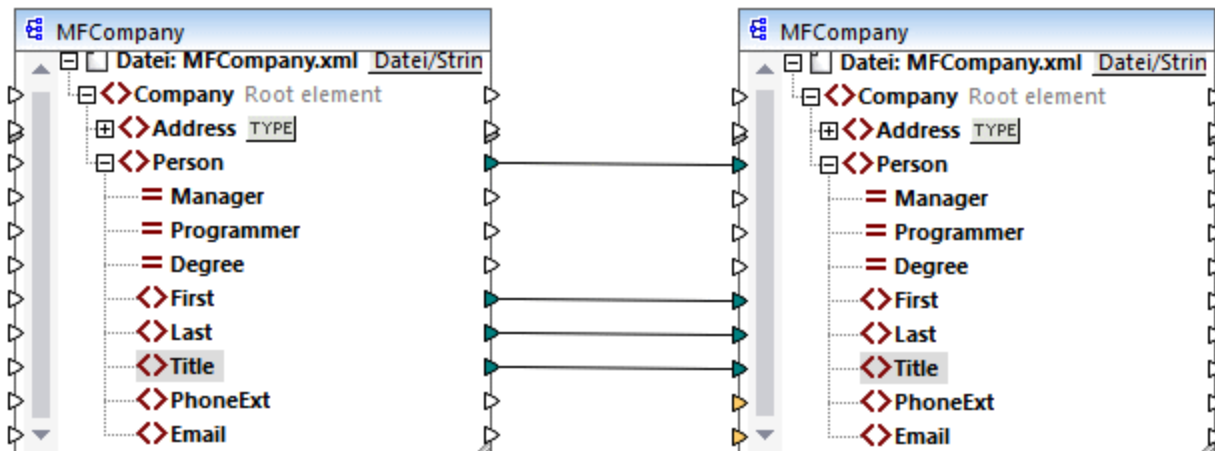 MFCompany
Datei: MFCompany.xml Datei/Strin
Company Root element
Address TYPE
Person
Manager
Programmer
Degree
First
Last
Title
PhoneExt
Email
MFCompany
Datei: MFCompany.xml Datei/Strin
Company Root element
Address TYPE
Person
Manager
Programmer
Degree
First
Last
Title
PhoneExt
Email